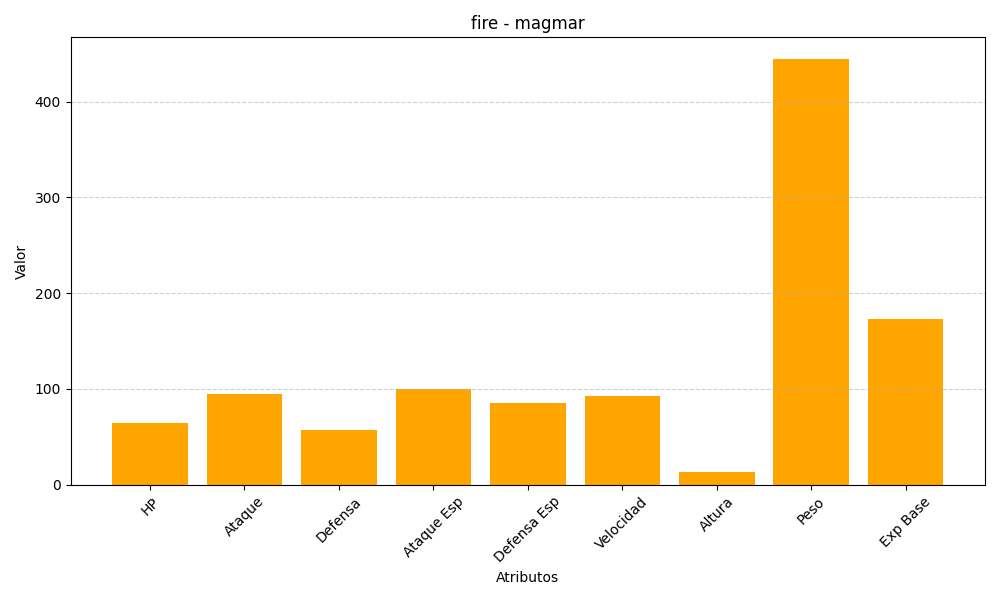 fire - magmar
Valor
400
300
200
100
0
HP
Ataque
Defensa
Ataque Esp
Defensa Esp
Velocidad
Altura
Peso
Exp Base
Atributos